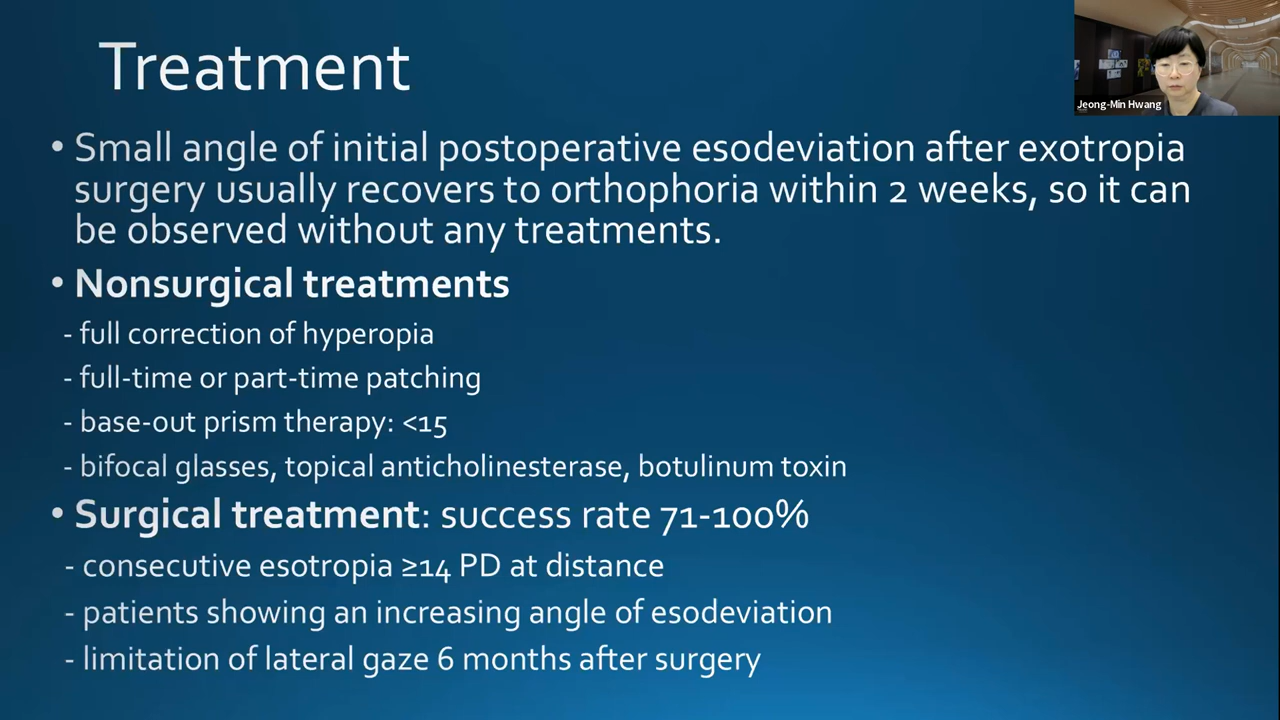 Treatment
Jeong-Min Hwang
• Small angle of initial postoperative esodeviation after exotropia
surgery usually recovers to orthophoria within 2 weeks, so it can
be observed without any treatments.
• Nonsurgical treatments
- full correction of hyperopia
- full-time or part-time patching
- base-out prism therapy: <15
- bifocal glasses, topical anticholinesterase, botulinum toxin
• Surgical treatment: success rate 71-100%
- consecutive esotropia ≥14 PD at distance
- patients showing an increasing angle of esodeviation
- limitation of lateral gaze 6 months after surgery